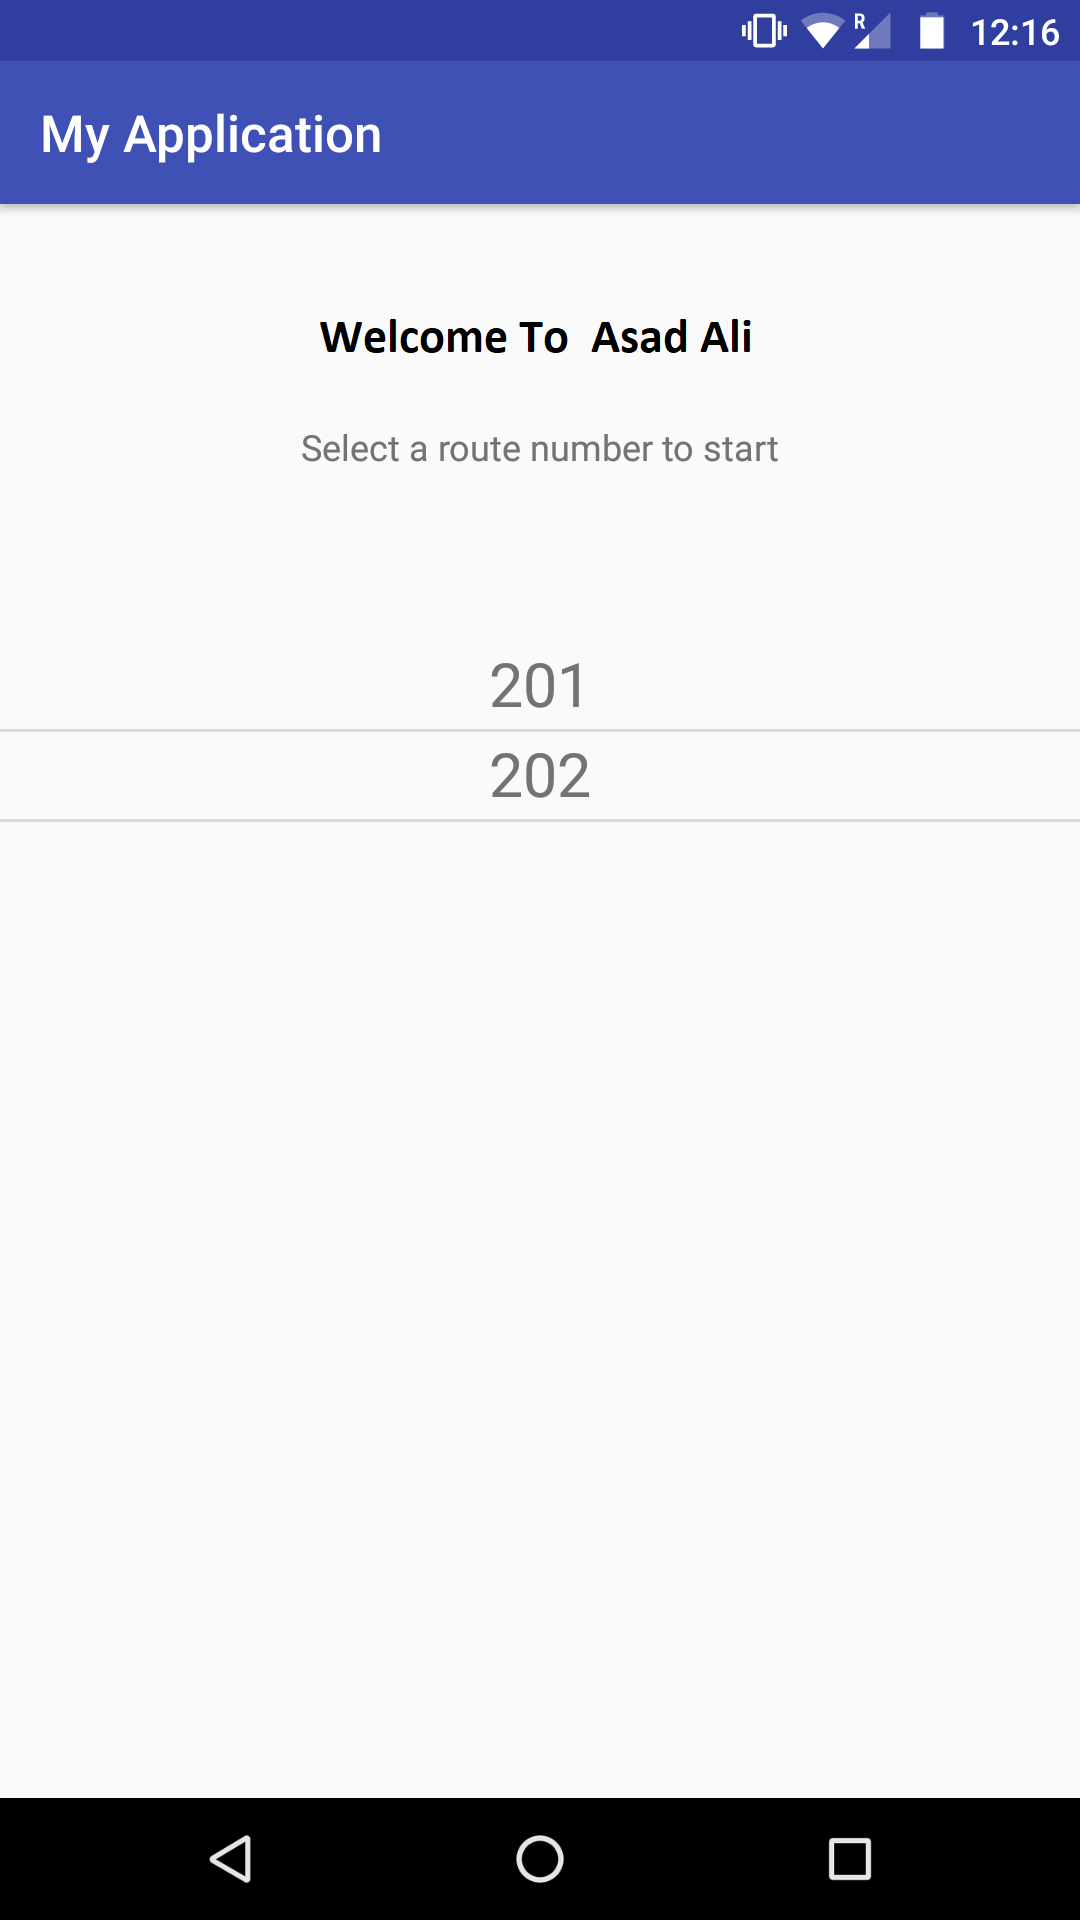 R 12:16
My Application
Welcome To Asad Ali
Select a route number to start
201
202